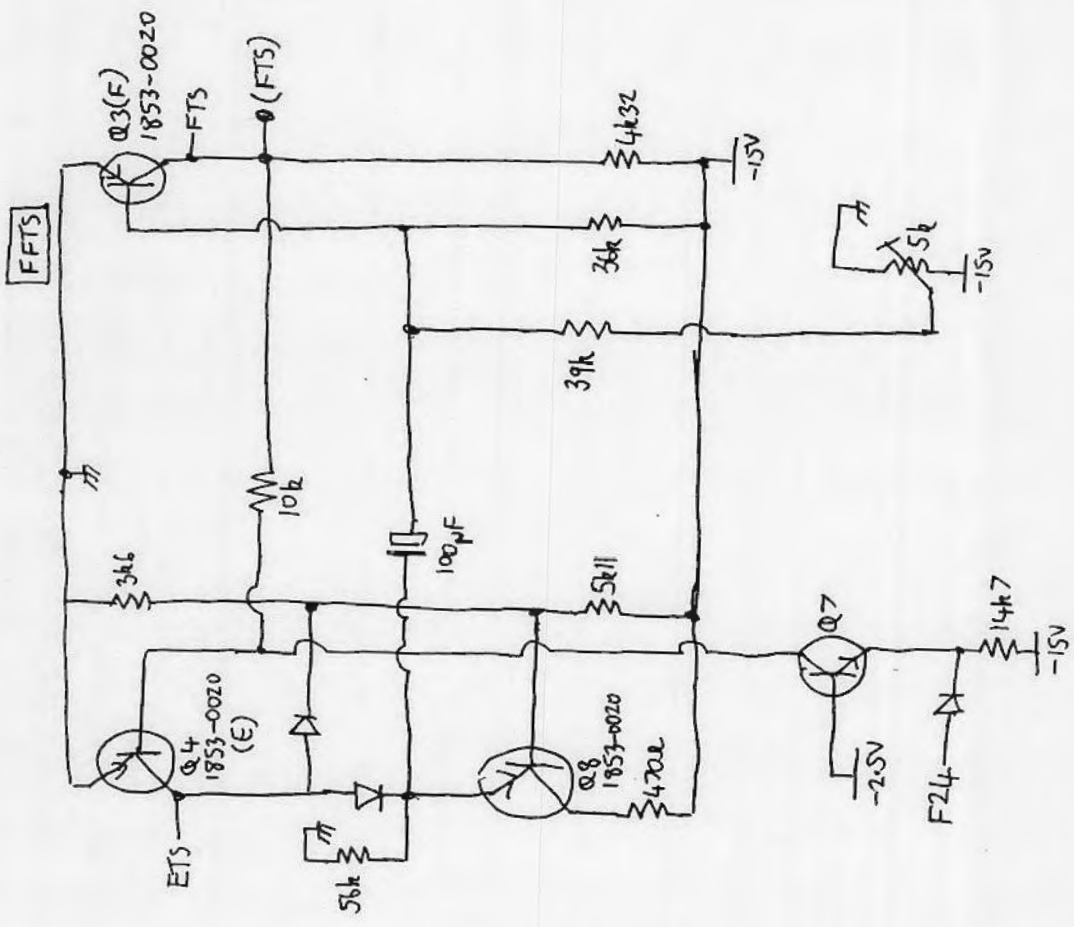 FFTS
Q3(F)
1853-0020
FTS
(FTS)
4k32
-15V
36k
39k
5k
-15V
10k
100µF
3k6
5k11
Q4
1853-0020
(E)
ETS
56k
Q8
1853-0020
470Ω
Q7
-2.5V
F24
14k7
-15V